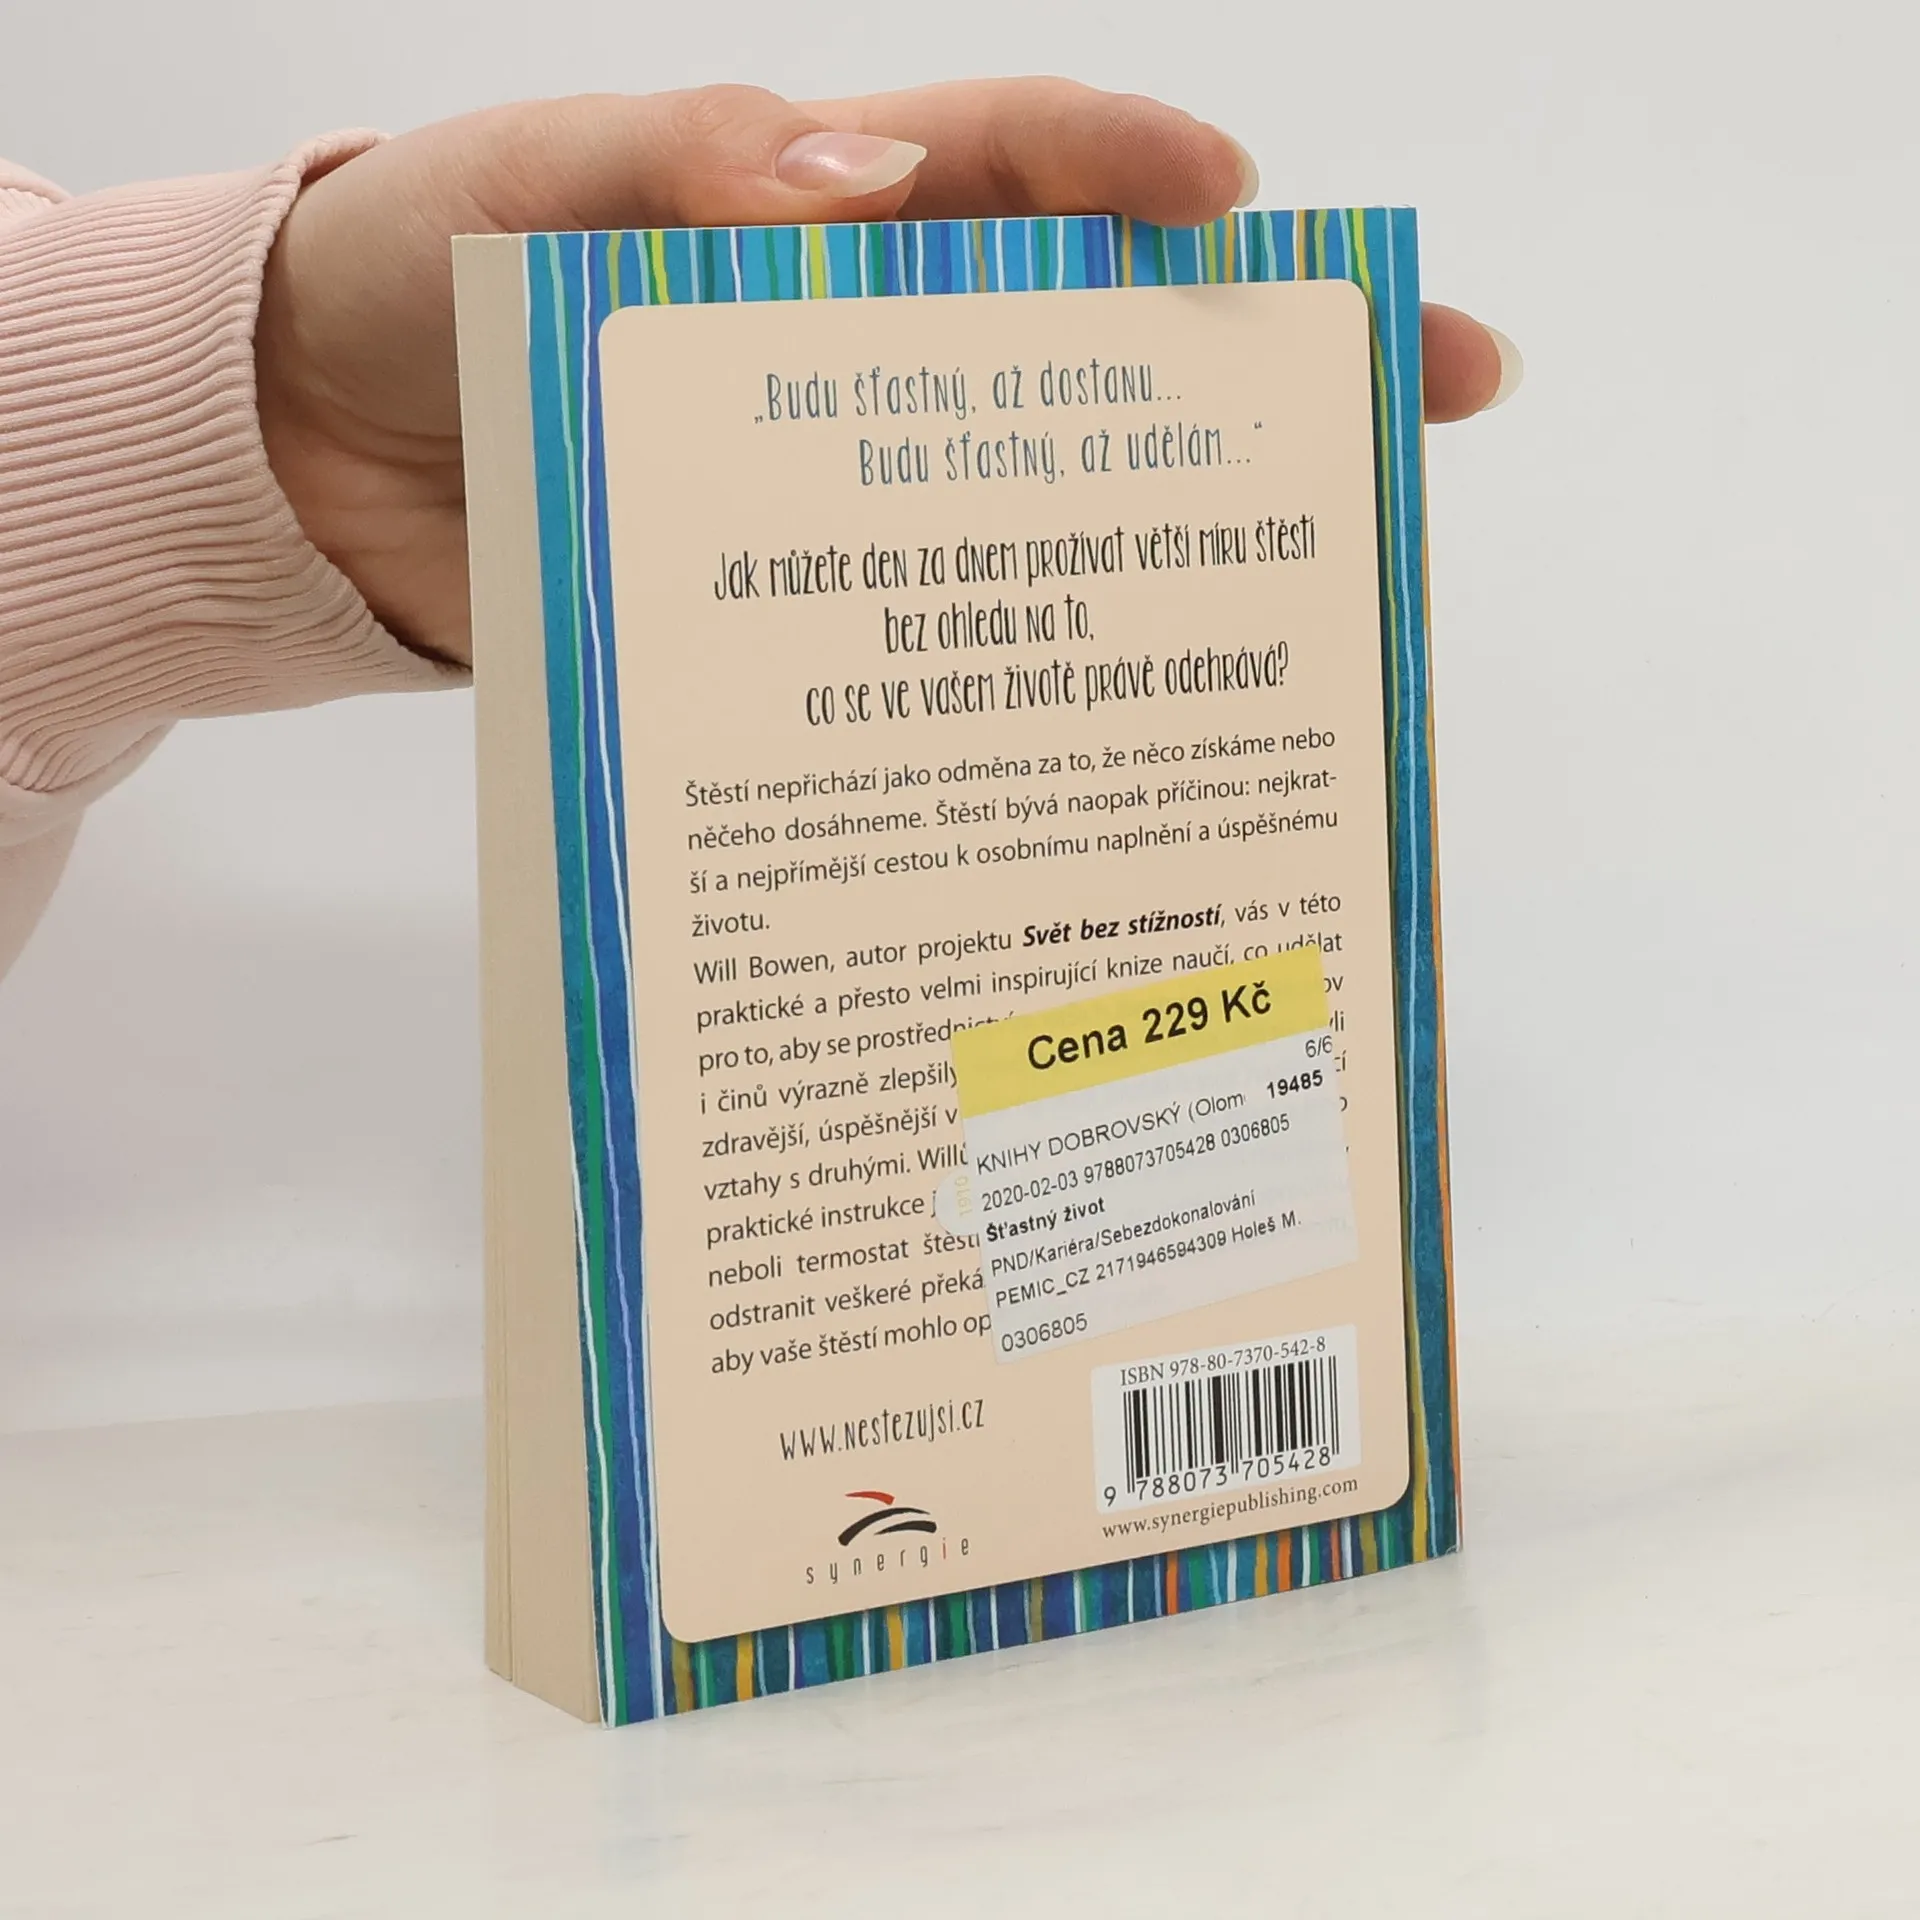 „Budu šťastný, až dostanu...
Budu šťastný, až udělám...“
Jak můžete den za dnem prožívat větší míru štěstí
bez ohledu na to,
co se ve vašem životě právě odehrává?
Štěstí nepřichází jako odměna za to, že něco získáme nebo
něčeho dosáhneme. Štěstí bývá naopak příčinou: nejkrat-
ší a nejpřímější cestou k osobnímu naplnění a úspěšnému
životu.
Will Bowen, autor projektu Svět bez stížností, vás v této
praktické a přesto velmi inspirující knize naučí, co udělat
pro to, aby se
i činů výrazně zlepšily
zdravější, úspěšnější v
vztahy s druhými.
praktické instrukce
neboli termostat
odstranit veškeré
aby vaše štěstí mohlo
Cena 229 Kč
6/6
KNIHY DOBROVSKÝ 19485
2020-02-03 9788073705428 0306805
Šťastný život
PND/Kariéra/Sebezdokonalování
PEMIC_CZ 2171946594309 Holeš M.
0306805
1910
www.nestezujsi.cz
synergie
ISBN 978-80-7370-542-8
9 788073 705428
www.synergiepublishing.com